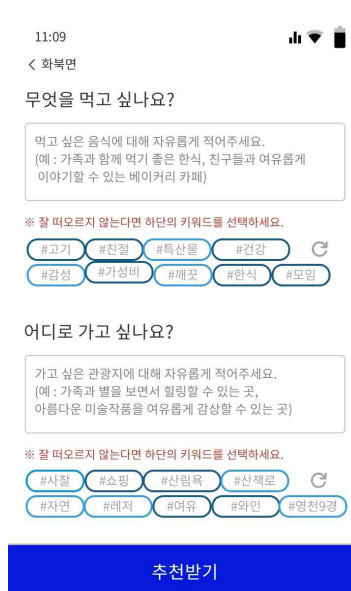 11:09
< 화북면
무엇을 먹고 싶나요?
먹고 싶은 음식에 대해 자유롭게 적어주세요.
(예 : 가족과 함께 먹기 좋은 한식, 친구들과 여유롭게
이야기할 수 있는 베이커리 카페)
※ 잘 떠오르지 않는다면 하단의 키워드를 선택하세요.
#고기 #친절 #특산물 #건강
#감성 #가성비 #깨끗 #한식 #모임
어디로 가고 싶나요?
가고 싶은 관광지에 대해 자유롭게 적어주세요.
(예 : 가족과 별을 보면서 힐링할 수 있는 곳,
아름다운 미술작품을 여유롭게 감상할 수 있는 곳)
※ 잘 떠오르지 않는다면 하단의 키워드를 선택하세요.
#사찰 #쇼핑 #산림욕 #산책로
#자연 #레저 #여유 #와인 #영천9경
추천받기